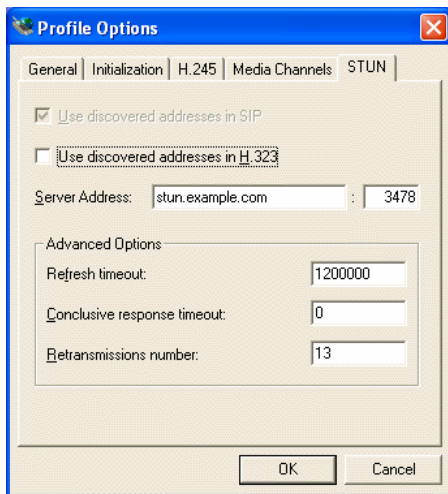 Profile Options
General Initialization H.245 Media Channels STUN
Use discovered addresses in SIP
Use discovered addresses in H.323
Server Address: stun.example.com : 3478
Advanced Options
Refresh timeout: 1200000
Conclusive response timeout: 0
Retransmissions number: 13
OK Cancel